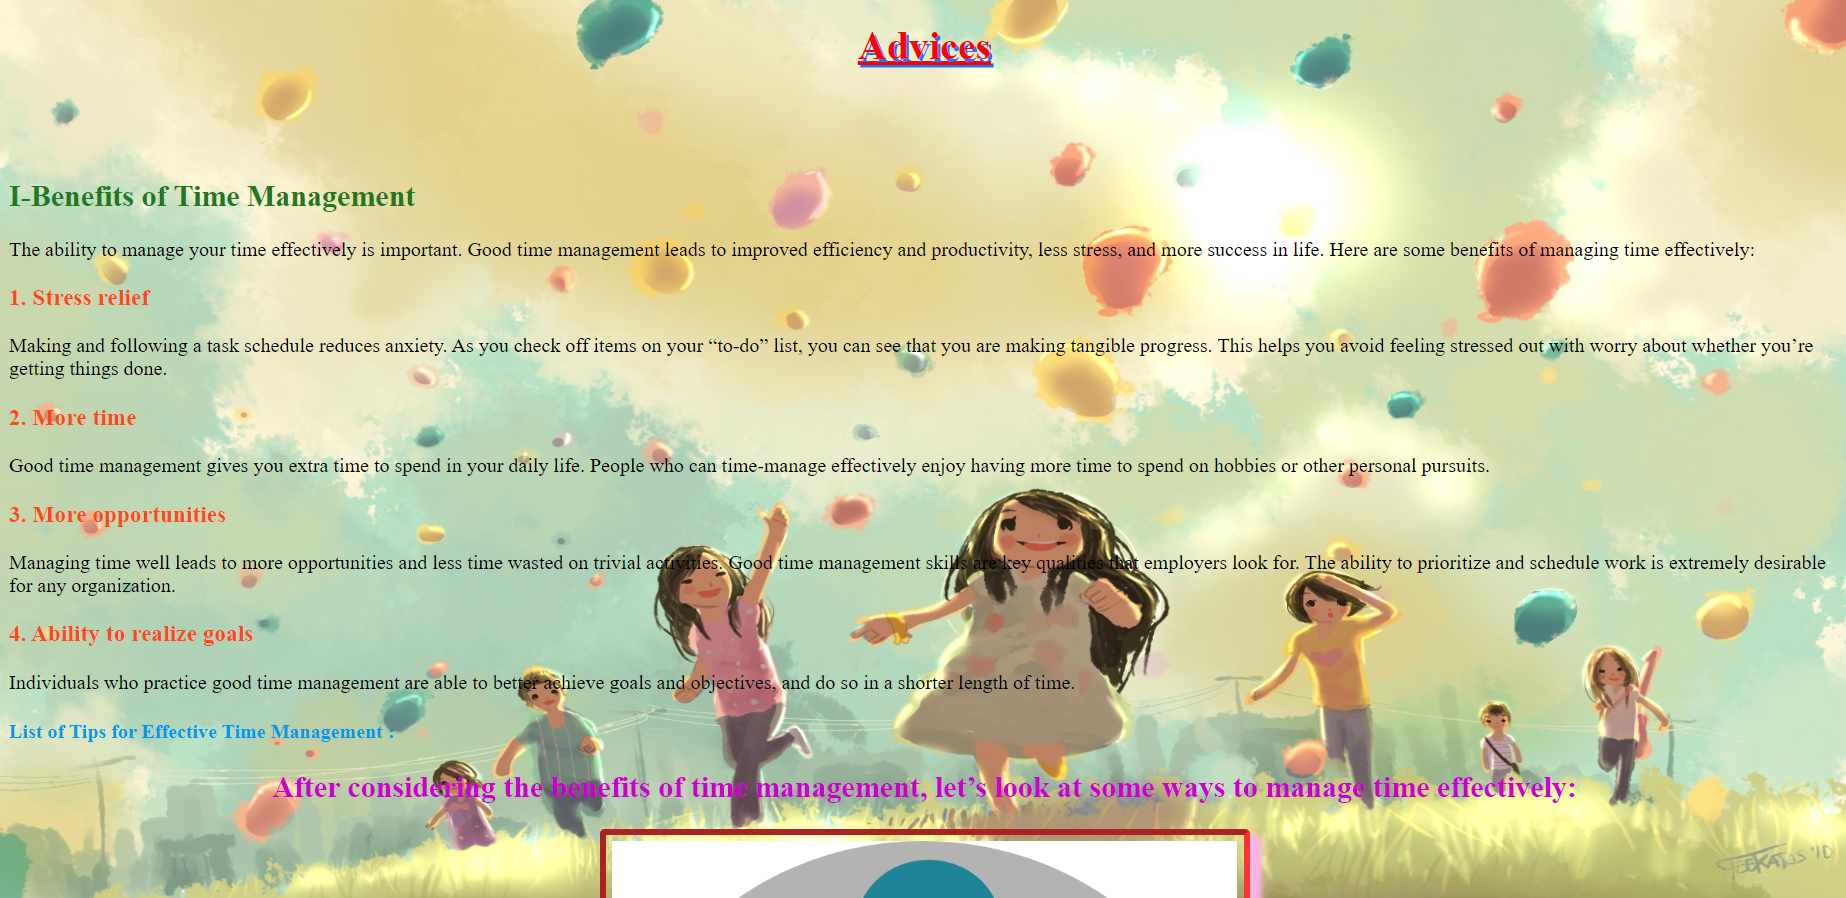 Advices
I-Benefits of Time Management
The ability to manage your time effectively is important. Good time management leads to improved efficiency and productivity, less stress, and more success in life. Here are some benefits of managing time effectively:
1. Stress relief
Making and following a task schedule reduces anxiety. As you check off items on your “to-do” list, you can see that you are making tangible progress. This helps you avoid feeling stressed out with worry about whether you’re
getting things done.
2. More time
Good time management gives you extra time to spend in your daily life. People who can time-manage effectively enjoy having more time to spend on hobbies or other personal pursuits.
3. More opportunities
Managing time well leads to more opportunities and less time wasted on trivial activities. Good time management skills are key qualities that employers look for. The ability to prioritize and schedule work is extremely desirable
for any organization.
4. Ability to realize goals
Individuals who practice good time management are able to better achieve goals and objectives, and do so in a shorter length of time.
List of Tips for Effective Time Management :
After considering the benefits of time management, let’s look at some ways to manage time effectively:
'10